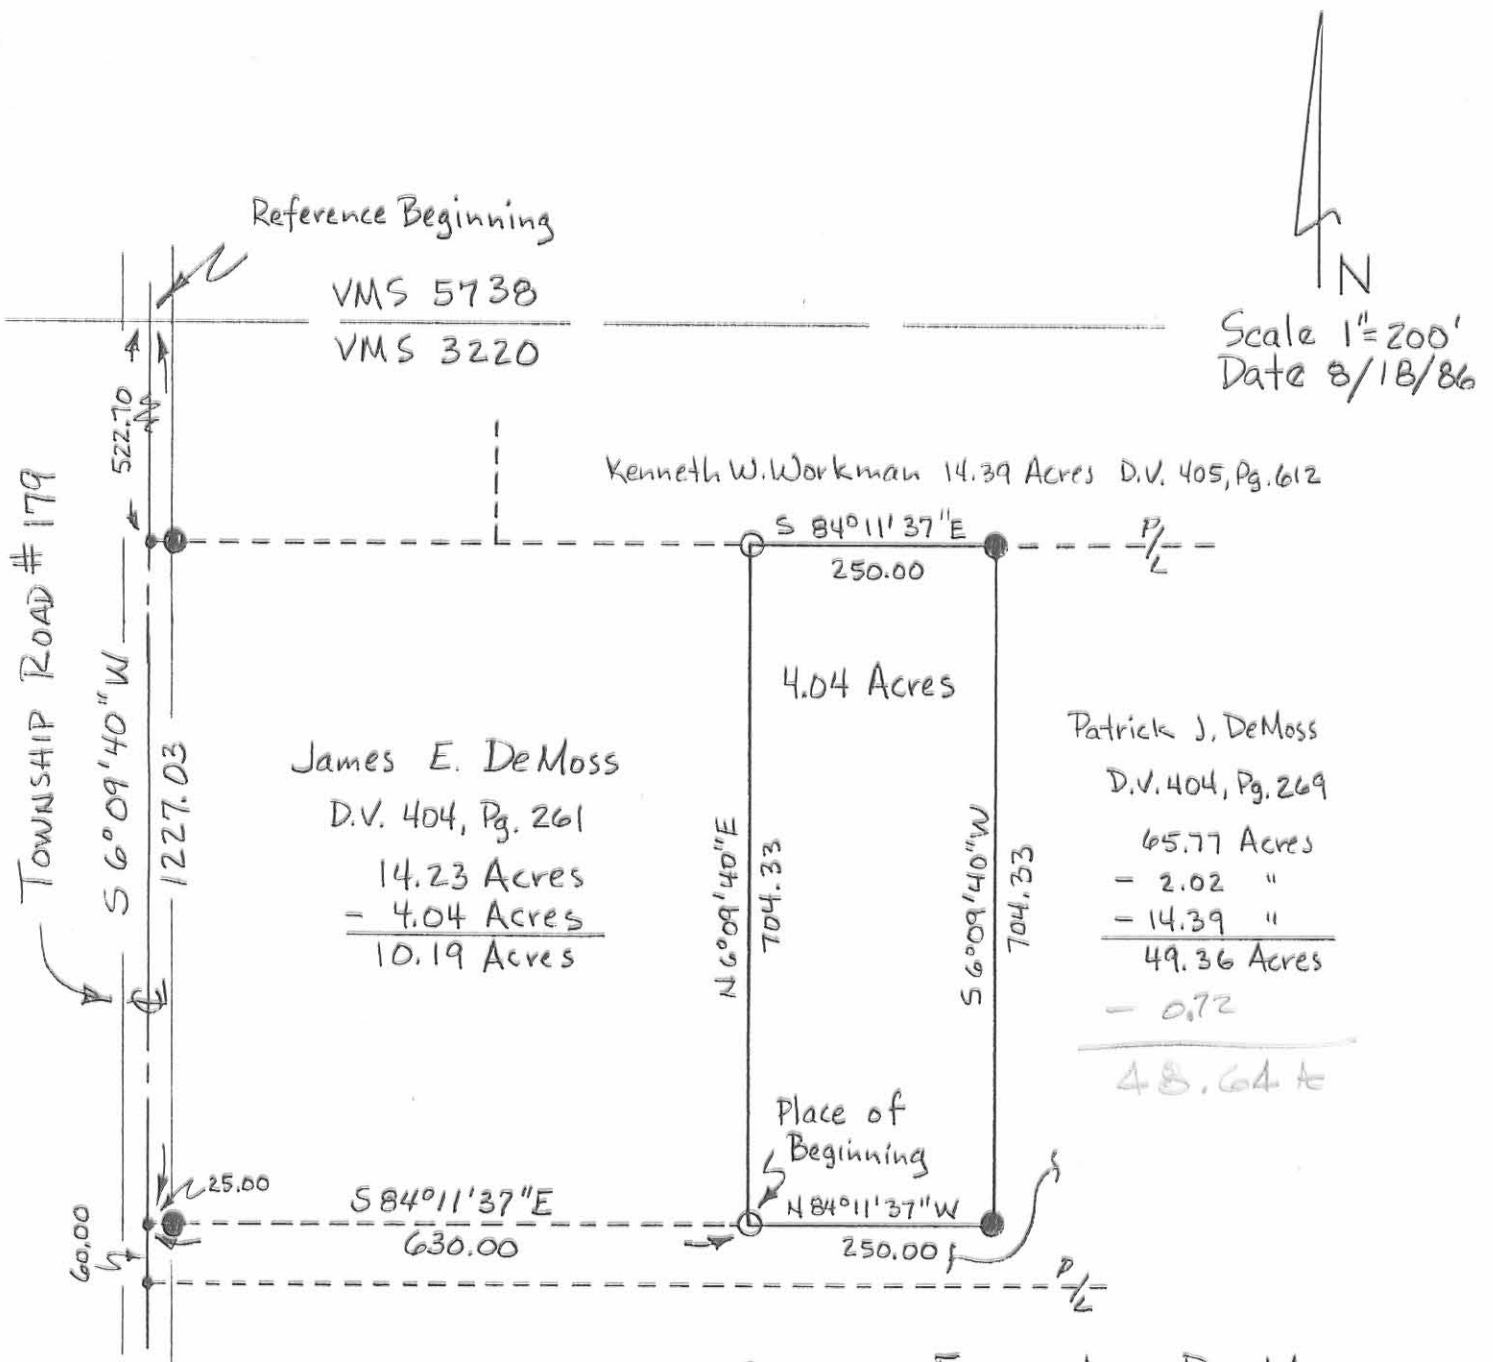 Reference Beginning
VMS 5738
VMS 3220
N
Scale 1"=200'
Date 8/18/86
522.70
Kenneth W. Workman 14.39 Acres D.V. 405, Pg. 612
S 84°11'37"E
250.00
P/L
TOWNSHIP ROAD # 179
S 6°09'40"W
1227.03
4.04 Acres
James E. DeMoss
D.V. 404, Pg. 261
14.23 Acres
- 4.04 Acres
10.19 Acres
N 6°09'40"E
704.33
S 6°09'40"W
704.33
Patrick J. DeMoss
D.V. 404, Pg. 269
65.77 Acres
- 2.02 "
- 14.39 "
49.36 Acres
- 0.72
48.64 A
Place of
Beginning
25.00
S 84°11'37"E
630.00
N 84°11'37"W
250.00
60.00
P/L